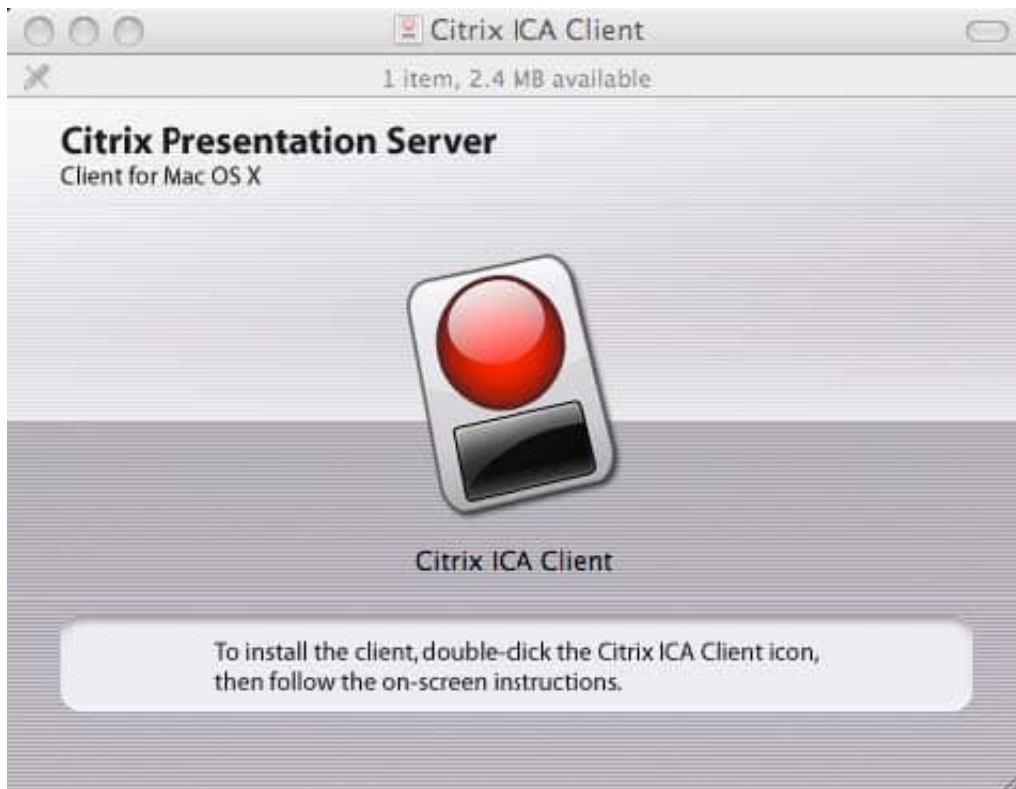 Citrix ICA Client
1 item, 2.4 MB available
Citrix Presentation Server
Client for Mac OS X
Citrix ICA Client
To install the client, double-click the Citrix ICA Client icon,
then follow the on-screen instructions.